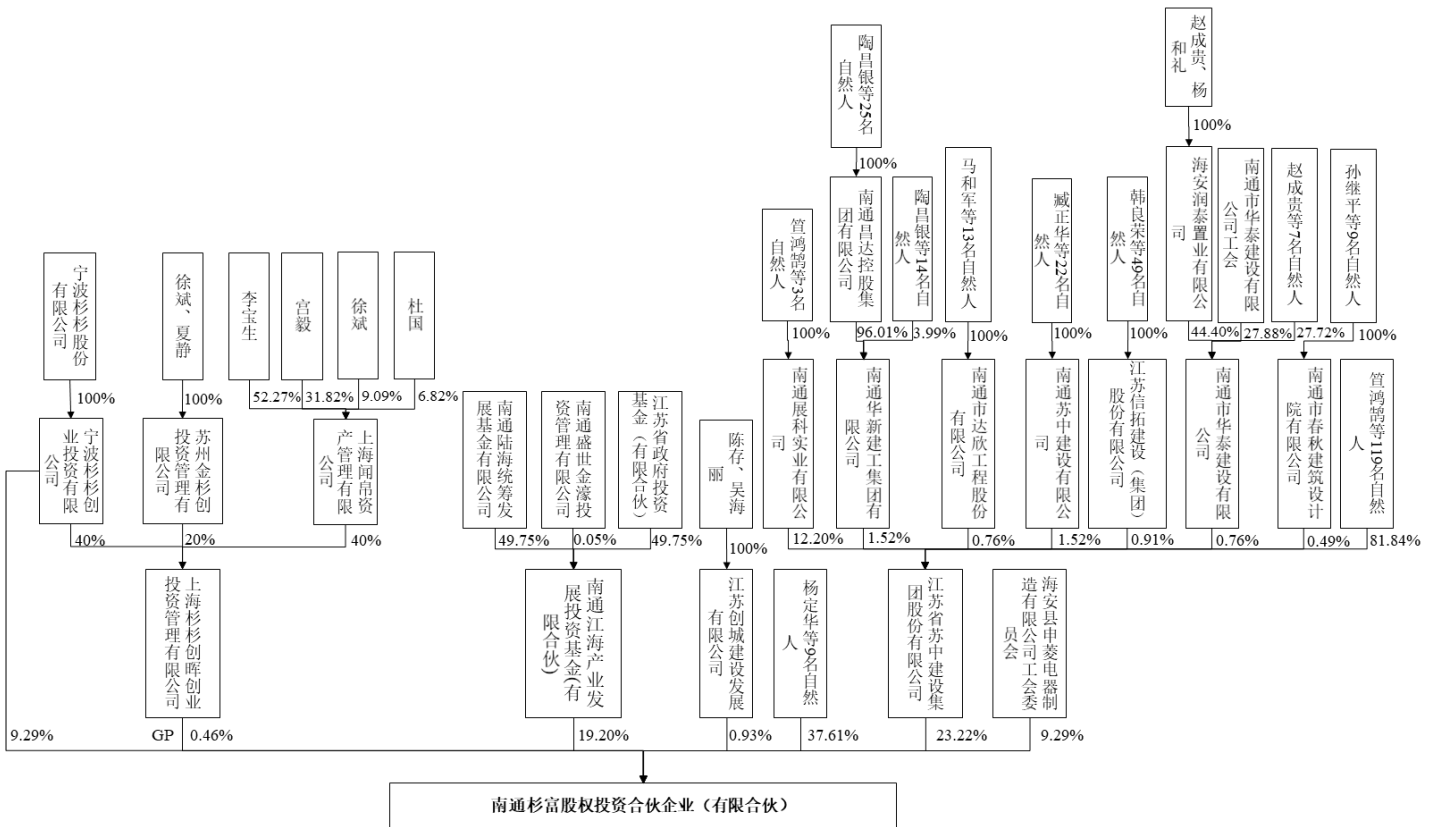 赵成贵、杨
和礼
100%
陶昌银等25名
自然人
100%
马和军等13名自然人
100%
海安润泰置业有限公
司
南通市华泰建设有限
公司工会
赵成贵等7名自然人
孙继平等9名自然人
南通昌达控股集
团有限公司
陶昌银等14名自
然人
臧正华等22名自
然人
韩良荣等49名自
然人
笪鸿鹄等3名
自然人
宁波杉杉股份
有限公司
徐斌、夏静
李宝生
宫毅
徐斌
杜国
100%
96.01%
3.99%
100%
100%
44.40%
27.88%
27.72%
100%
100%
100%
52.27%
31.82%
9.09%
6.82%
南通展科实业有限公
司
南通华新建工集团有
限公司
南通市达欣工程股份
有限公司
南通苏中建设有限公
司
江苏信拓建设（集团）
股份有限公司
南通市华泰建设有限
公司
南通市春秋建筑设计
院有限公司
笪鸿鹄等119名自然
人
宁波杉杉创
业投资有限
公司
苏州金杉创
投资管理有
限公司
上海闻帛资
产管理有限
公司
南通陆海统筹发
展基金有限公司
南通盛世金濠投
资管理有限公司
江苏省政府投资
基金（有限合伙）
陈存、吴海
丽
40%
20%
40%
49.75%
0.05%
49.75%
100%
12.20%
1.52%
0.76%
1.52%
0.91%
0.76%
0.49%
81.84%
上海杉杉创晖创业
投资管理有限公司
南通江海产业发
展投资基金(有
限合伙)
江苏创城建设发展
有限公司
杨定华等9名自然
人
江苏省苏中建设集
团股份有限公司
海安县申菱电器制
造有限公司工会委
员会
9.29%
GP
0.46%
19.20%
0.93%
37.61%
23.22%
9.29%
南通杉富股权投资合伙企业（有限合伙）